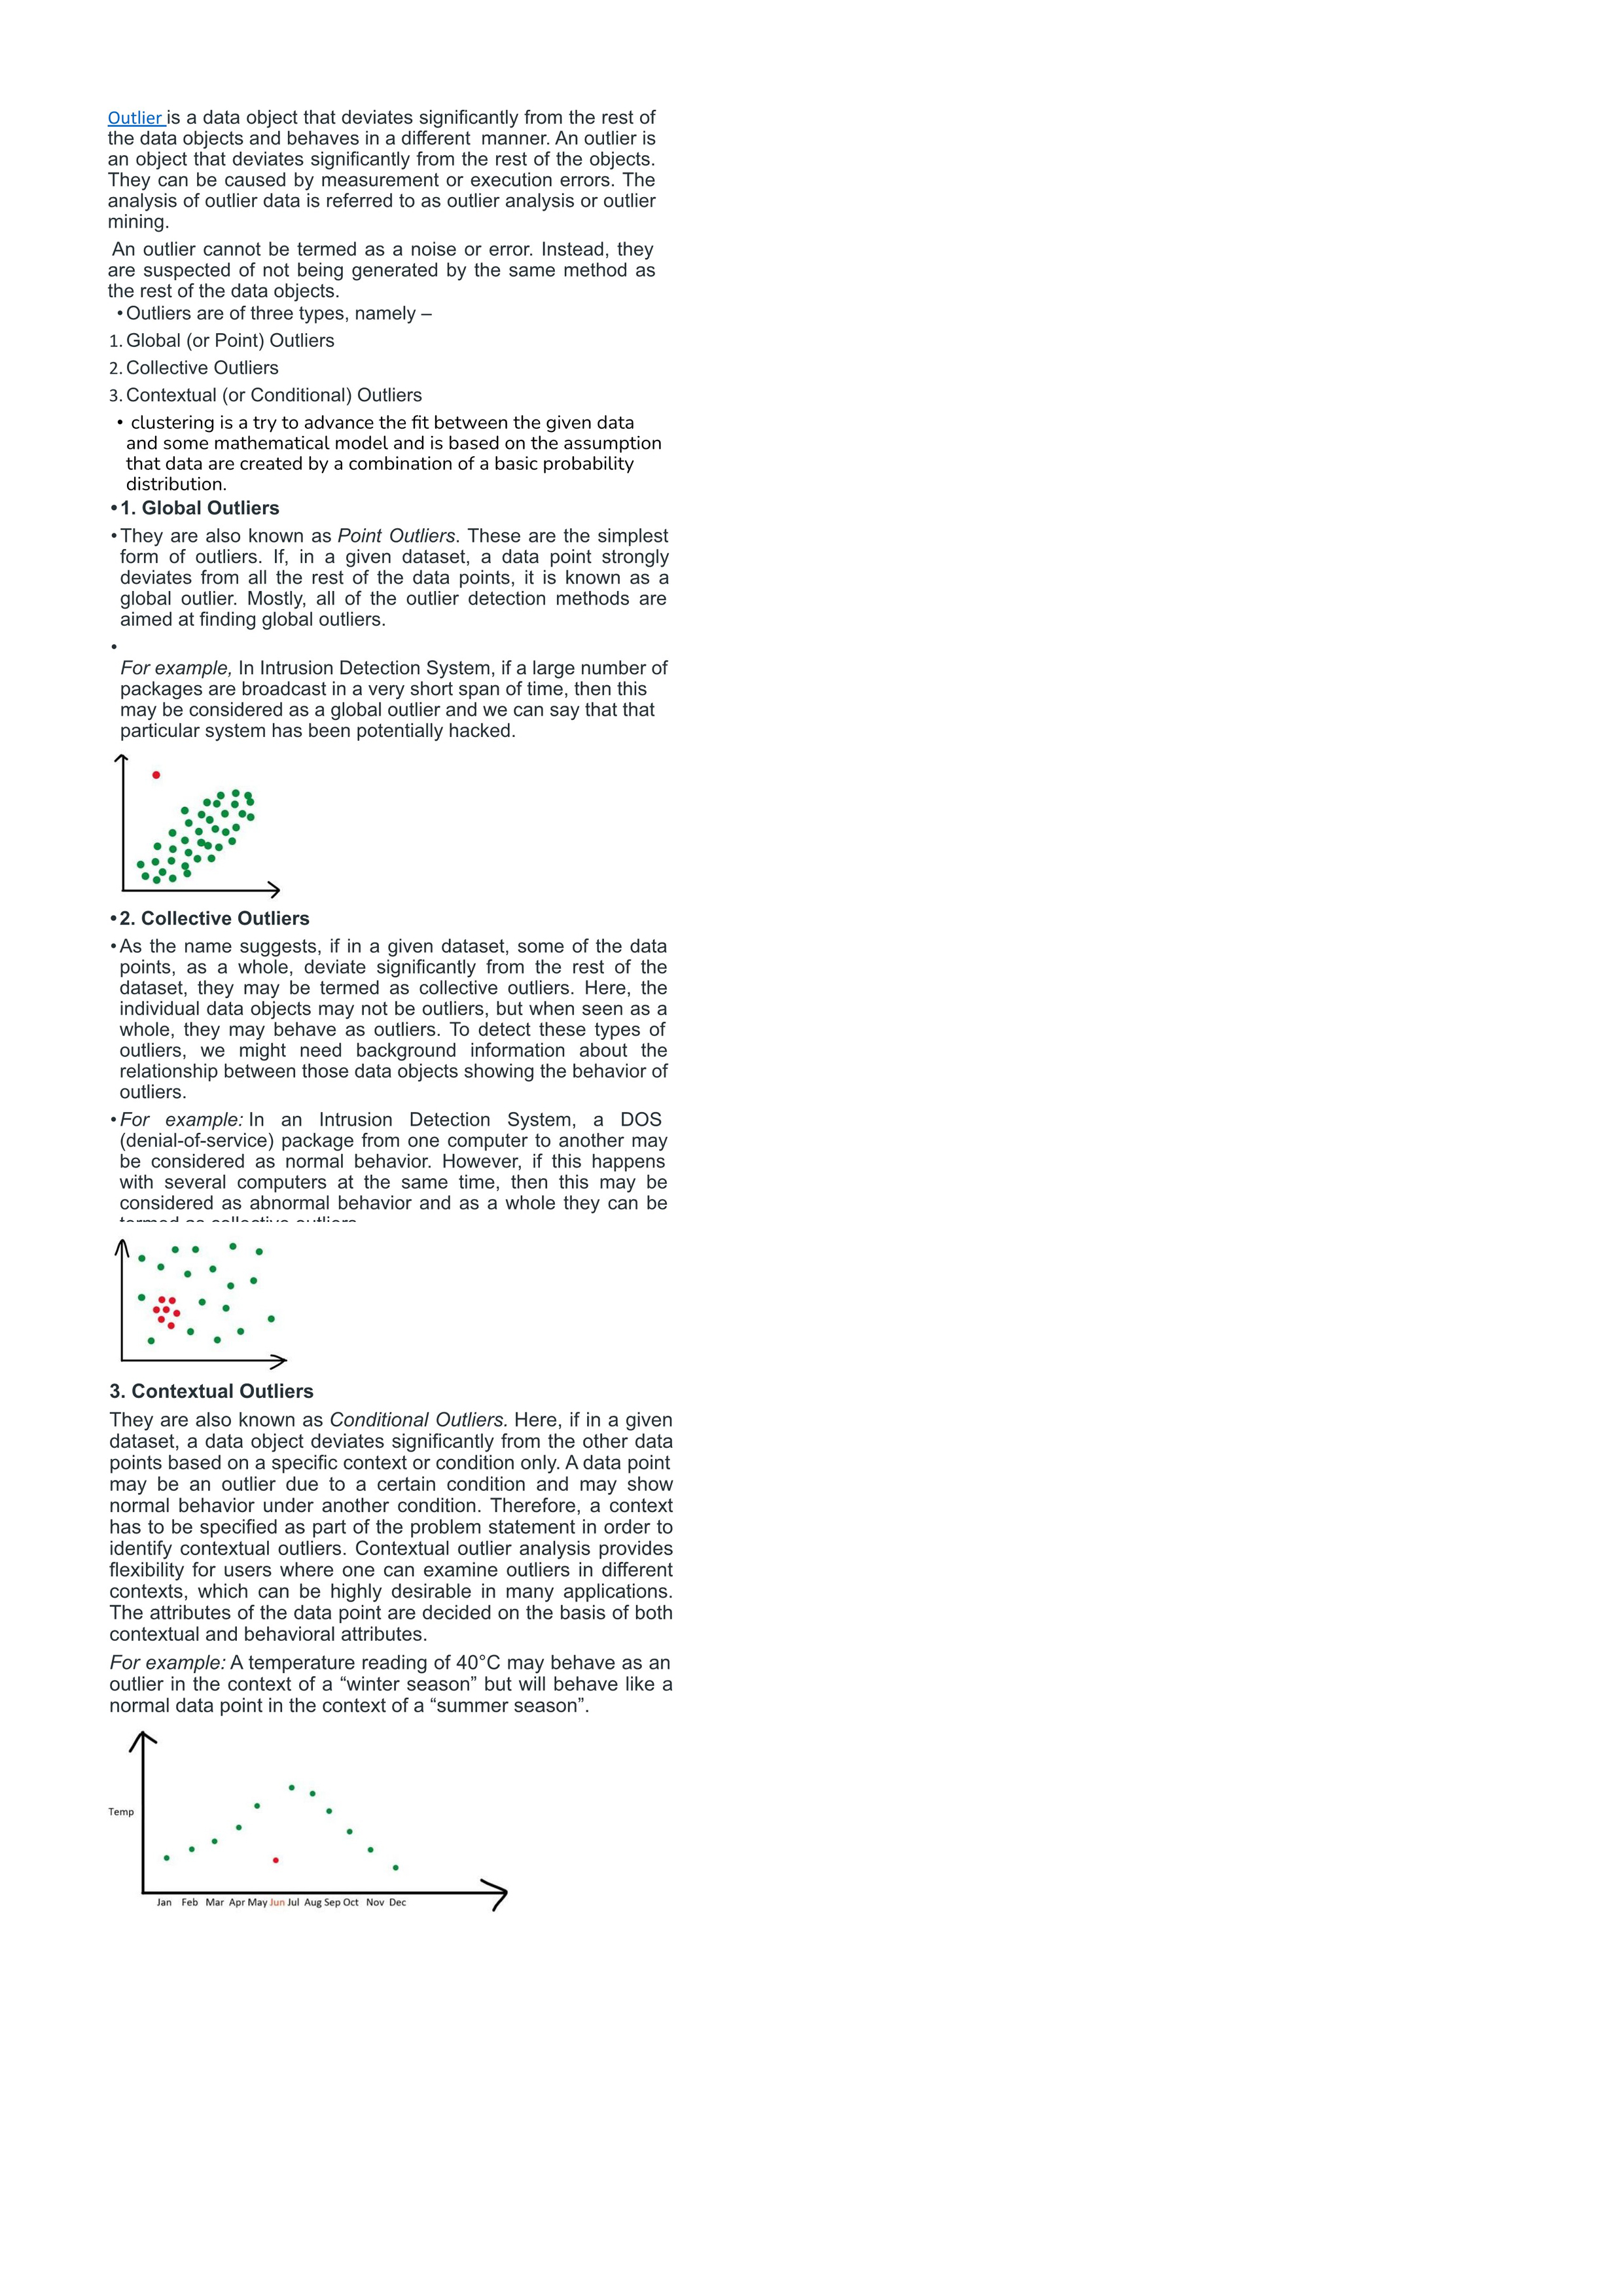 Outlier is a data object that deviates significantly from the rest of
the data objects and behaves in a different manner. An outlier is
an object that deviates significantly from the rest of the objects.
They can be caused by measurement or execution errors. The
analysis of outlier data is referred to as outlier analysis or outlier
mining.
An outlier cannot be termed as a noise or error. Instead, they
are suspected of not being generated by the same method as
the rest of the data objects.
• Outliers are of three types, namely –
1. Global (or Point) Outliers
2. Collective Outliers
3. Contextual (or Conditional) Outliers
• clustering is a try to advance the fit between the given data
and some mathematical model and is based on the assumption
that data are created by a combination of a basic probability
distribution.
• 1. Global Outliers
• They are also known as Point Outliers. These are the simplest
form of outliers. If, in a given dataset, a data point strongly
deviates from all the rest of the data points, it is known as a
global outlier. Mostly, all of the outlier detection methods are
aimed at finding global outliers.
•
For example, In Intrusion Detection System, if a large number of
packages are broadcast in a very short span of time, then this
may be considered as a global outlier and we can say that that
particular system has been potentially hacked.
• 2. Collective Outliers
• As the name suggests, if in a given dataset, some of the data
points, as a whole, deviate significantly from the rest of the
dataset, they may be termed as collective outliers. Here, the
individual data objects may not be outliers, but when seen as a
whole, they may behave as outliers. To detect these types of
outliers, we might need background information about the
relationship between those data objects showing the behavior of
outliers.
• For example: In an Intrusion Detection System, a DOS
(denial-of-service) package from one computer to another may
be considered as normal behavior. However, if this happens
with several computers at the same time, then this may be
considered as abnormal behavior and as a whole they can be
termed as collective outliers.
3. Contextual Outliers
They are also known as Conditional Outliers. Here, if in a given
dataset, a data object deviates significantly from the other data
points based on a specific context or condition only. A data point
may be an outlier due to a certain condition and may show
normal behavior under another condition. Therefore, a context
has to be specified as part of the problem statement in order to
identify contextual outliers. Contextual outlier analysis provides
flexibility for users where one can examine outliers in different
contexts, which can be highly desirable in many applications.
The attributes of the data point are decided on the basis of both
contextual and behavioral attributes.
For example: A temperature reading of 40°C may behave as an
outlier in the context of a “winter season” but will behave like a
normal data point in the context of a “summer season”.
Temp
Jan Feb Mar Apr May Jun Jul Aug Sep Oct Nov Dec